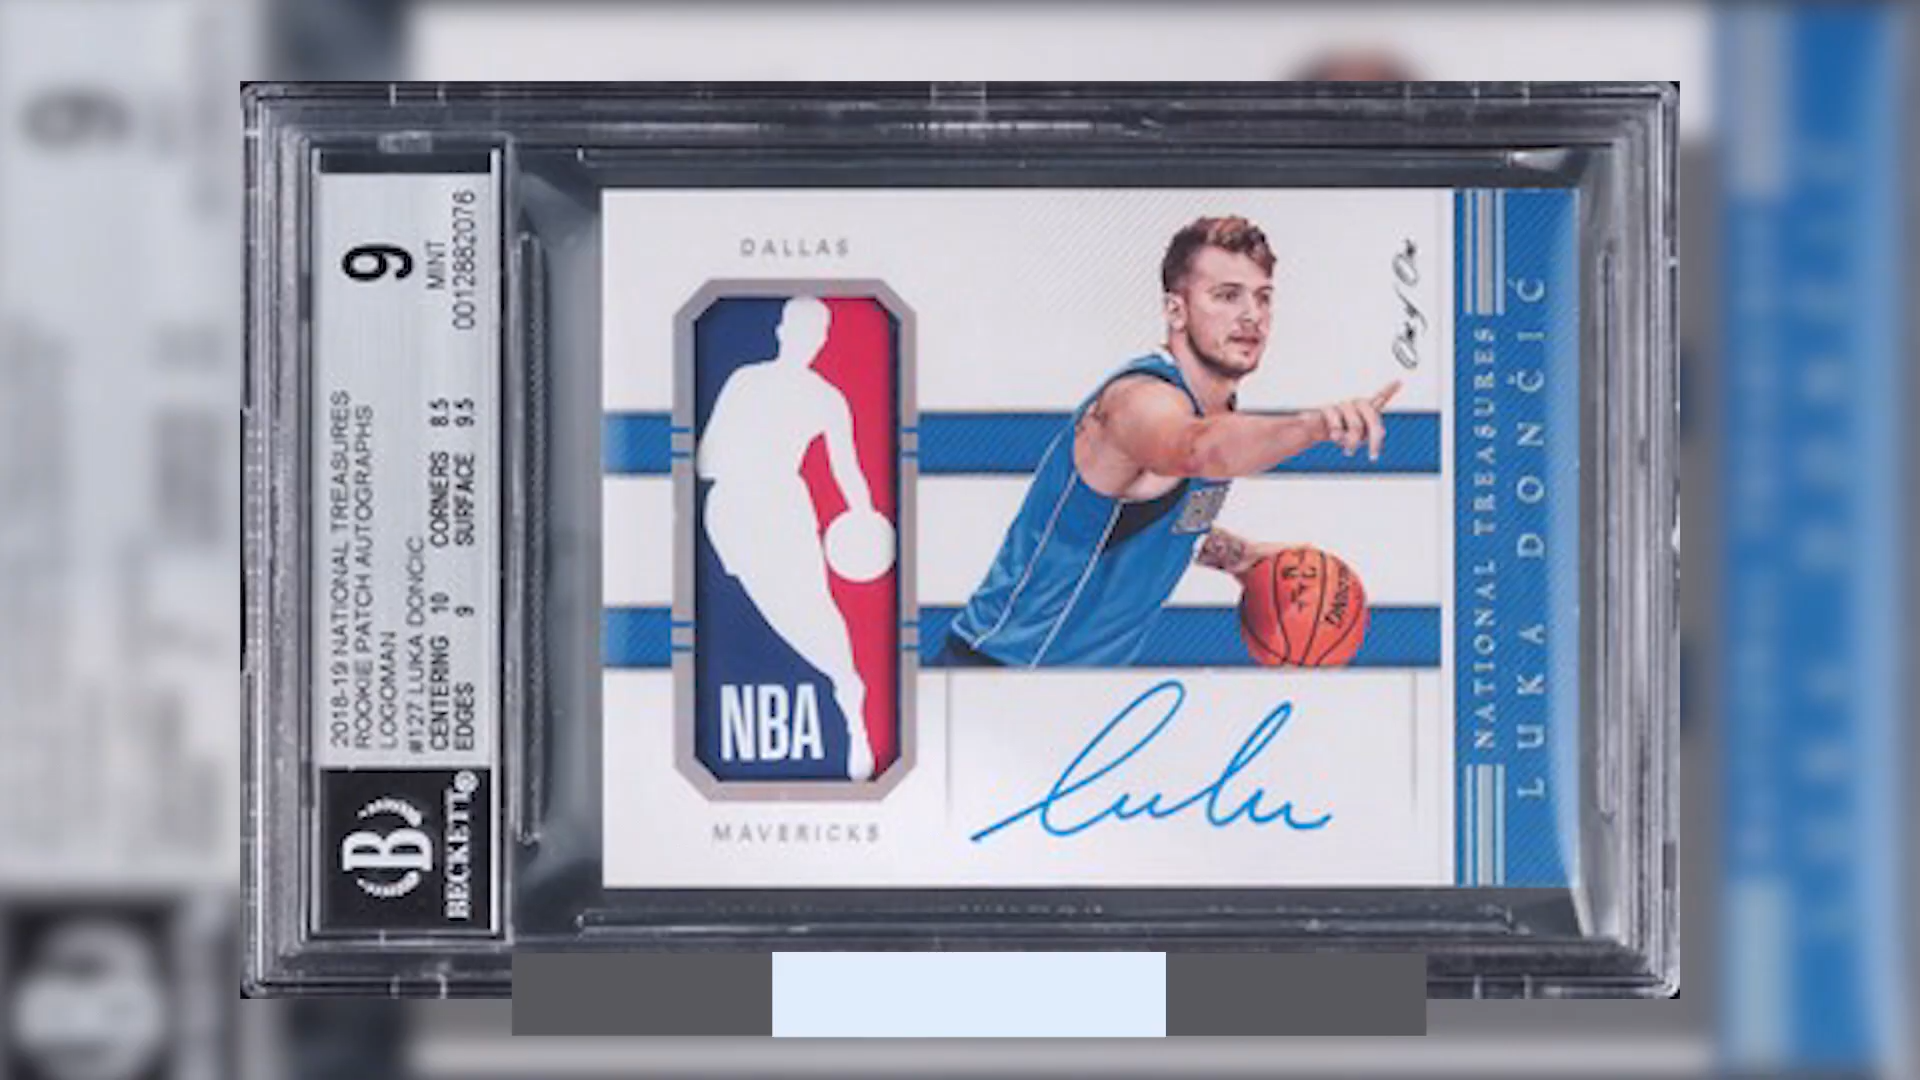 2018-19 NATIONAL TREASURES
ROOKIE PATCH AUTOGRAPHS
LOGOMAN
#127 LUKA DONCIC
CENTERING 10 CORNERS 8.5
EDGES 9 SURFACE 9.5
9
MINT
0012882076
BECKETT
DALLAS
NBA
MAVERICKS
One of One
NATIONAL TREASURES
LUKA DONČIĆ